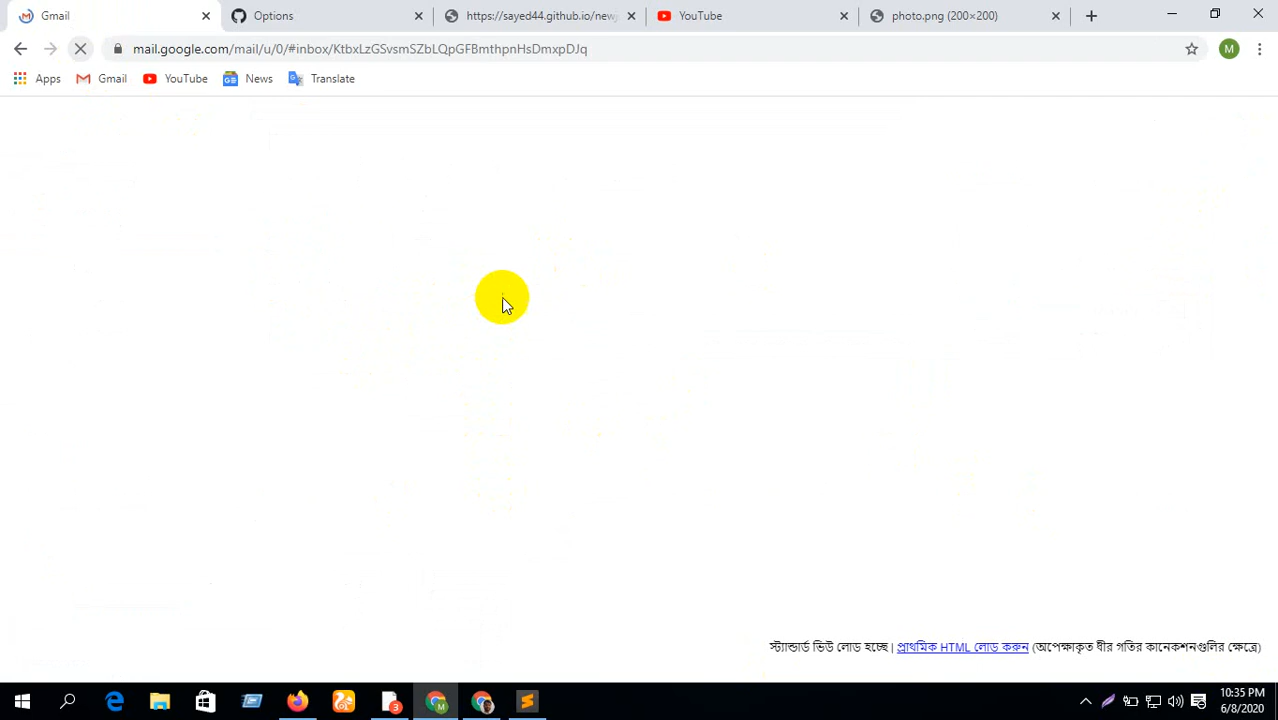 Gmail
Options
https://sayed44.github.io/new
YouTube
photo.png (200×200)
mail.google.com/mail/u/0/#inbox/KtbxLzGSvsmSZbLQpGFBmthpnHsDmxpDJq
M
Apps
Gmail
YouTube
News
Translate
স্ট্যান্ডার্ড ভিউ লোড হচ্ছে | প্রাথমিক HTML লোড করুন (অপেক্ষাকৃত ধীর গতির কানেকশনগুলির ক্ষেত্রে)
3
M
10:35 PM
6/8/2020